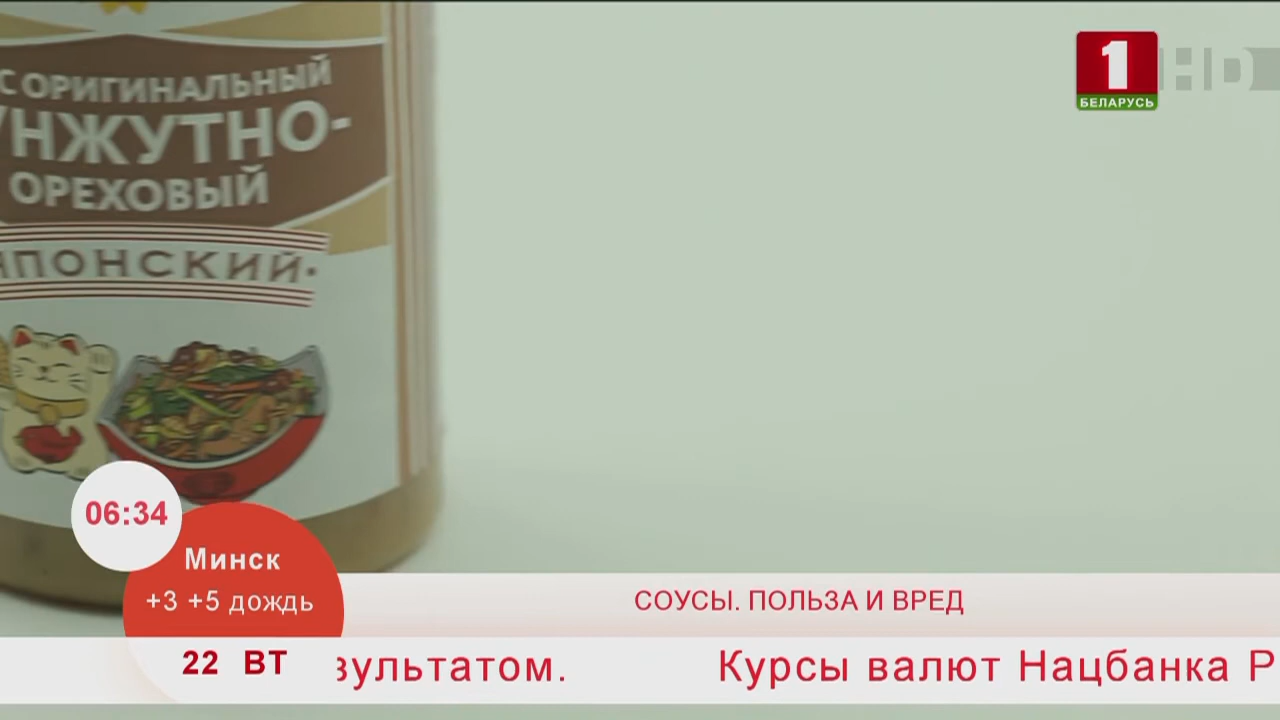 С ОРИГИНАЛЬНЫЙ
УНЖУТНО-
ОРЕХОВЫЙ
ЯПОНСКИЙ
1 HD
БЕЛАРУСЬ
06:34
Минск
+3 +5 дождь
СОУСЫ. ПОЛЬЗА И ВРЕД
22 ВТ
зультатом. Курсы валют Нацбанка Р